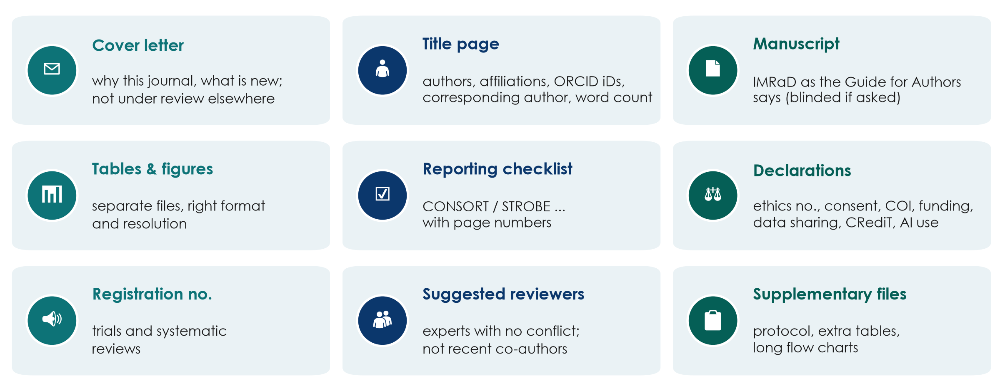 Cover letter
why this journal, what is new;
not under review elsewhere
Title page
authors, affiliations, ORCID iDs,
corresponding author, word count
Manuscript
IMRaD as the Guide for Authors
says (blinded if asked)
Tables & figures
separate files, right format
and resolution
Reporting checklist
CONSORT / STROBE ...
with page numbers
Declarations
ethics no., consent, COI, funding,
data sharing, CRediT, AI use
Registration no.
trials and systematic
reviews
Suggested reviewers
experts with no conflict;
not recent co-authors
Supplementary files
protocol, extra tables,
long flow charts